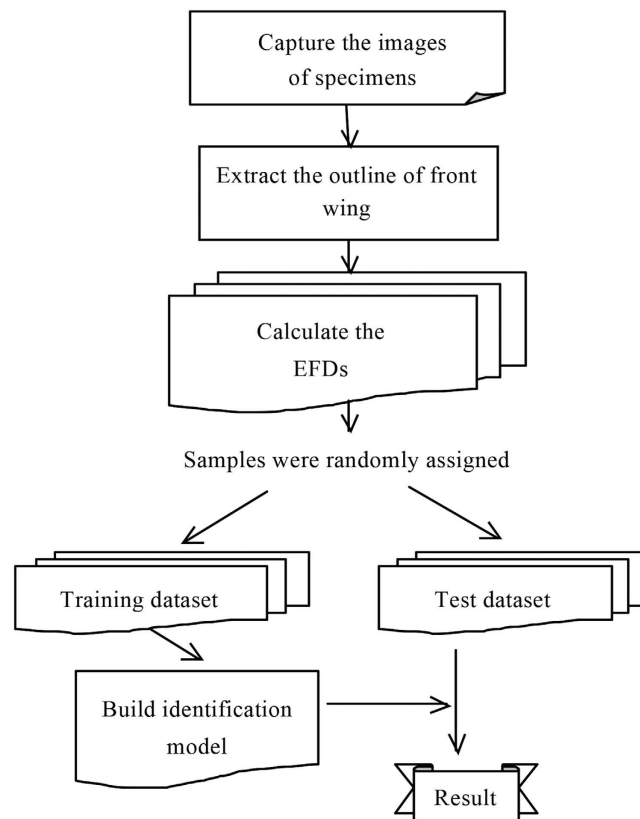 Capture the images
of specimens
Extract the outline of front
wing
Calculate the
EFDs
Samples were randomly assigned
Training dataset
Test dataset
Build identification
model
Result